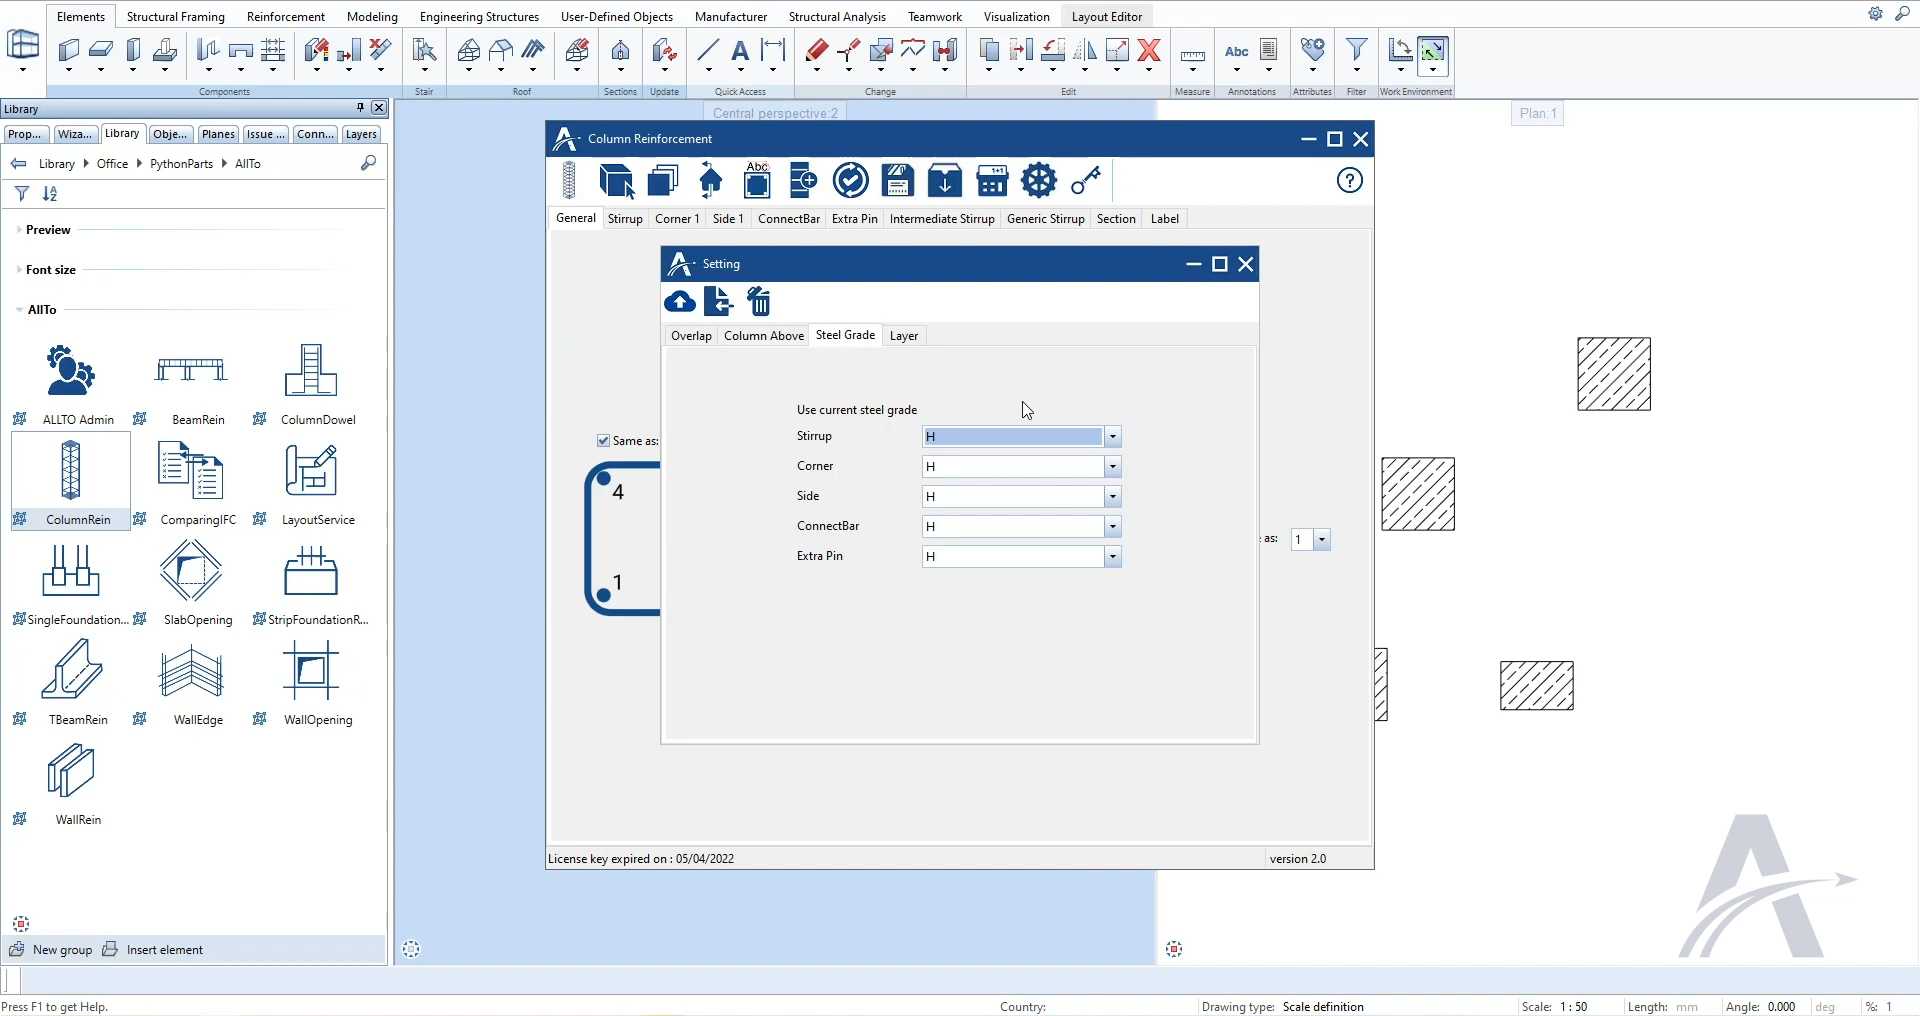 Elements Structural Framing Reinforcement Modeling Engineering Structures User-Defined Objects Manufacturer Structural Analysis Teamwork Visualization Layout Editor
Abc
Components Stair Roof Sections Update Quick Access Change Edit Measure Annotations Attributes Filter Work Environment
Library
Central perspective:2
Plan:1
Prop... Wiza... Library Obje... Planes Issue ... Conn... Layers
Column Reinforcement
Library Office PythonParts AllTo
Abc
1+1
General Stirrup Corner 1 Side 1 ConnectBar Extra Pin Intermediate Stirrup Generic Stirrup Section Label
Preview
Font size
AllTo
Setting
Overlap Column Above Steel Grade Layer
ALLTO Admin BeamRein ColumnDowel
ColumnRein ComparingIFC LayoutService
SingleFoundation... SlabOpening StripFoundationR...
TBeamRein WallEdge WallOpening
WallRein
Use current steel grade
Stirrup H
Same as:
Corner H
4
Side H
ConnectBar H
as: 1
Extra Pin H
1
License key expired on : 05/04/2022 version 2.0
New group Insert element
Press F1 to get Help. Country: Drawing type: Scale definition Scale: 1:50 Length: mm Angle: 0.000 deg %: 1